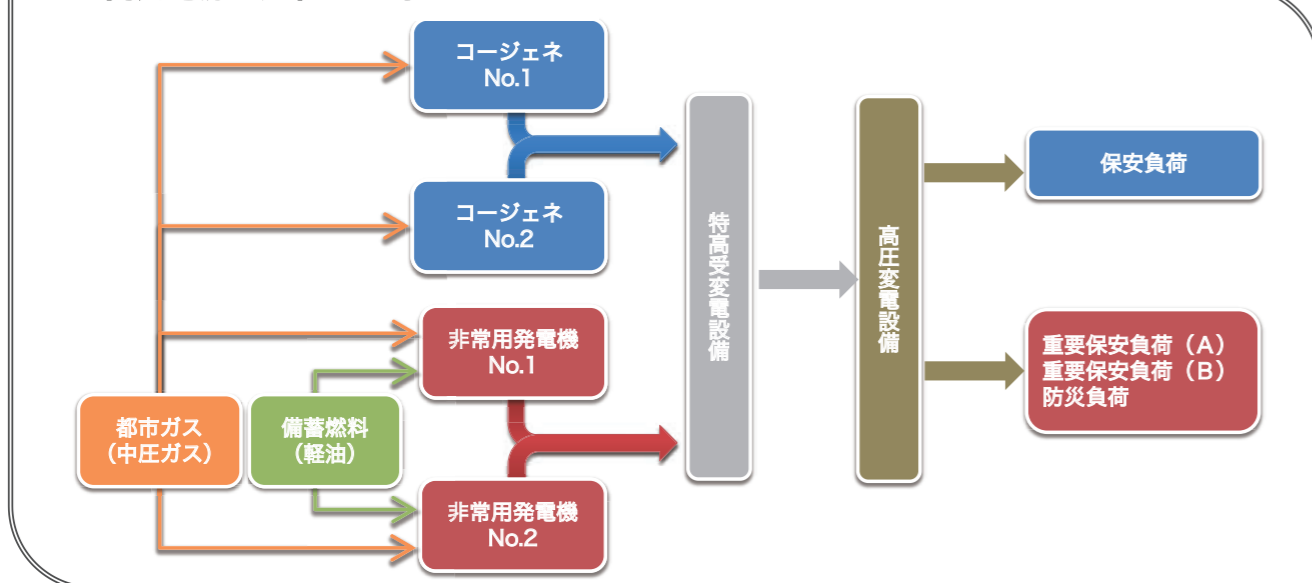 コージェネ
No.1
コージェネ
No.2
非常用発電機
No.1
非常用発電機
No.2
都市ガス
（中圧ガス）
備蓄燃料
（軽油）
特高受変電設備
高圧変電設備
保安負荷
重要保安負荷（A）
重要保安負荷（B）
防災負荷